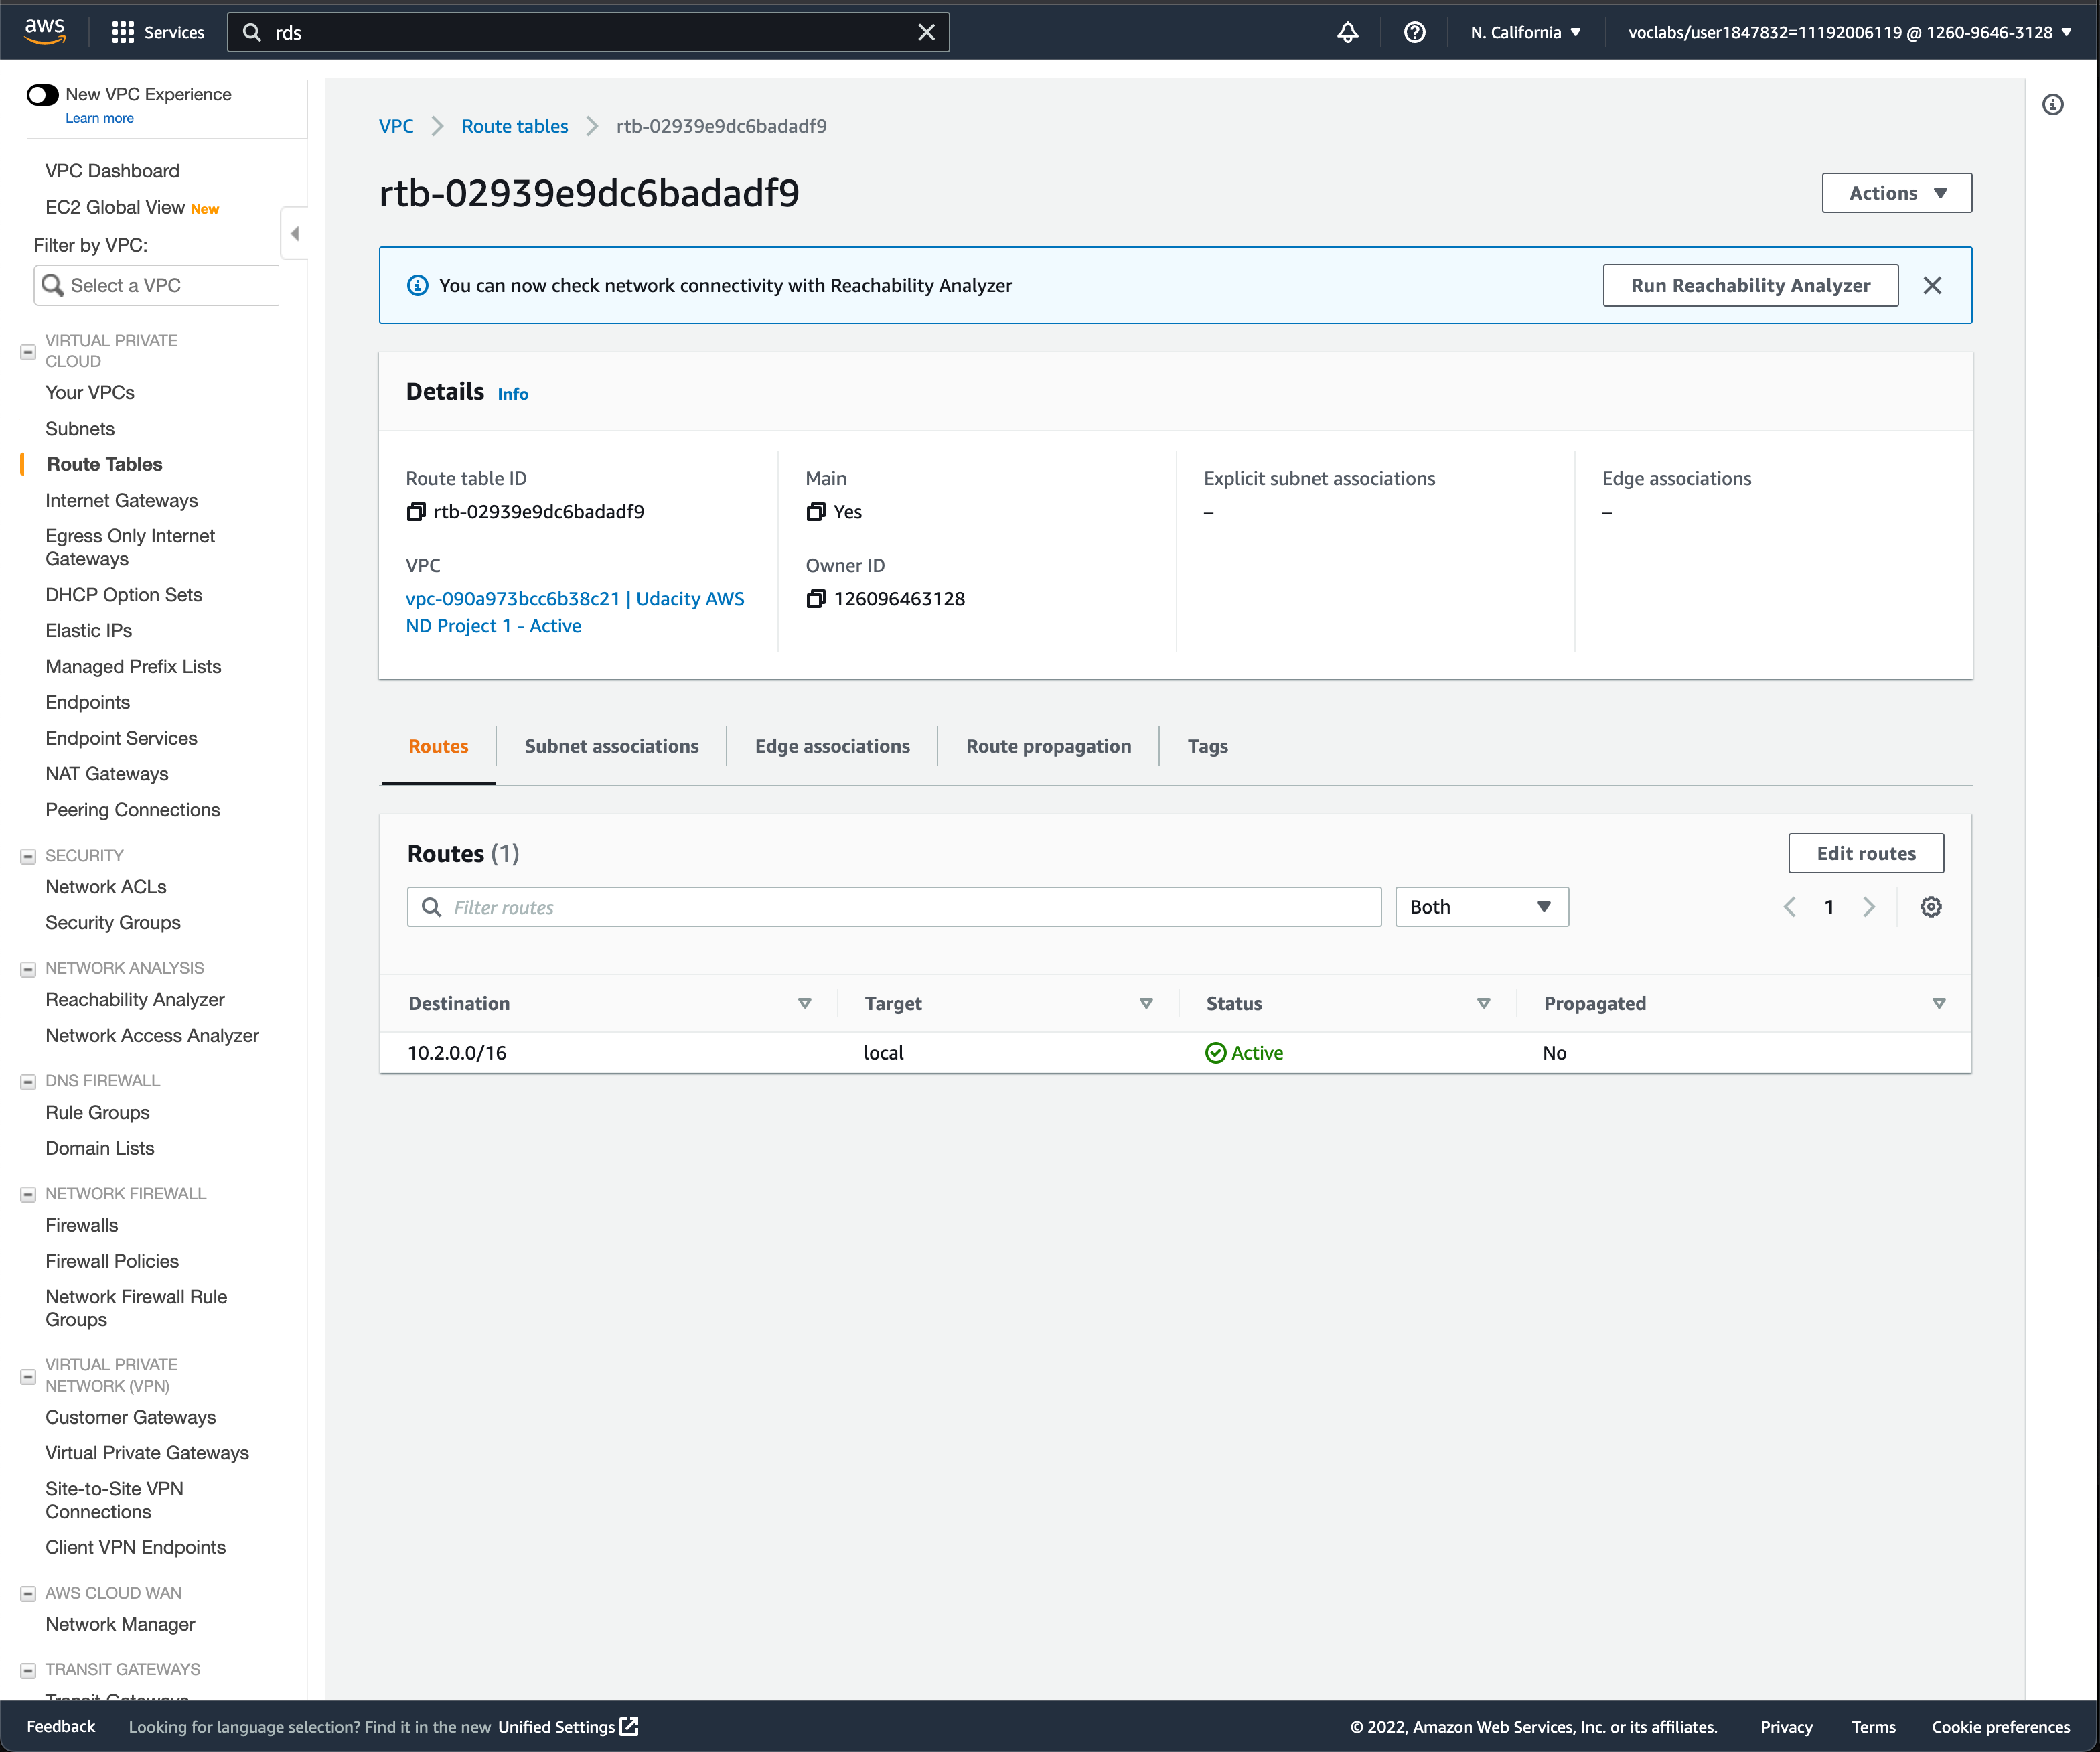 aws
Services
rds
N. California
voclabs/user1847832=11192006119 @ 1260-9646-3128
New VPC Experience
Learn more
VPC Dashboard
EC2 Global View New
Filter by VPC:
Select a VPC
VIRTUAL PRIVATE
CLOUD
Your VPCs
Subnets
Route Tables
Internet Gateways
Egress Only Internet
Gateways
DHCP Option Sets
Elastic IPs
Managed Prefix Lists
Endpoints
Endpoint Services
NAT Gateways
Peering Connections
SECURITY
Network ACLs
Security Groups
NETWORK ANALYSIS
Reachability Analyzer
Network Access Analyzer
DNS FIREWALL
Rule Groups
Domain Lists
NETWORK FIREWALL
Firewalls
Firewall Policies
Network Firewall Rule
Groups
VIRTUAL PRIVATE
NETWORK (VPN)
Customer Gateways
Virtual Private Gateways
Site-to-Site VPN
Connections
Client VPN Endpoints
AWS CLOUD WAN
Network Manager
TRANSIT GATEWAYS
Transit Gateways
VPC > Route tables > rtb-02939e9dc6badadf9
rtb-02939e9dc6badadf9
Actions
You can now check network connectivity with Reachability Analyzer
Run Reachability Analyzer
Details Info
Route table ID
rtb-02939e9dc6badadf9
VPC
vpc-090a973bcc6b38c21 | Udacity AWS
ND Project 1 - Active
Main
Yes
Owner ID
126096463128
Explicit subnet associations
–
Edge associations
–
Routes
Subnet associations
Edge associations
Route propagation
Tags
Routes (1)
Edit routes
Filter routes
Both
1
Destination Target Status Propagated
10.2.0.0/16 local Active No
Feedback
Looking for language selection? Find it in the new Unified Settings
© 2022, Amazon Web Services, Inc. or its affiliates.
Privacy
Terms
Cookie preferences